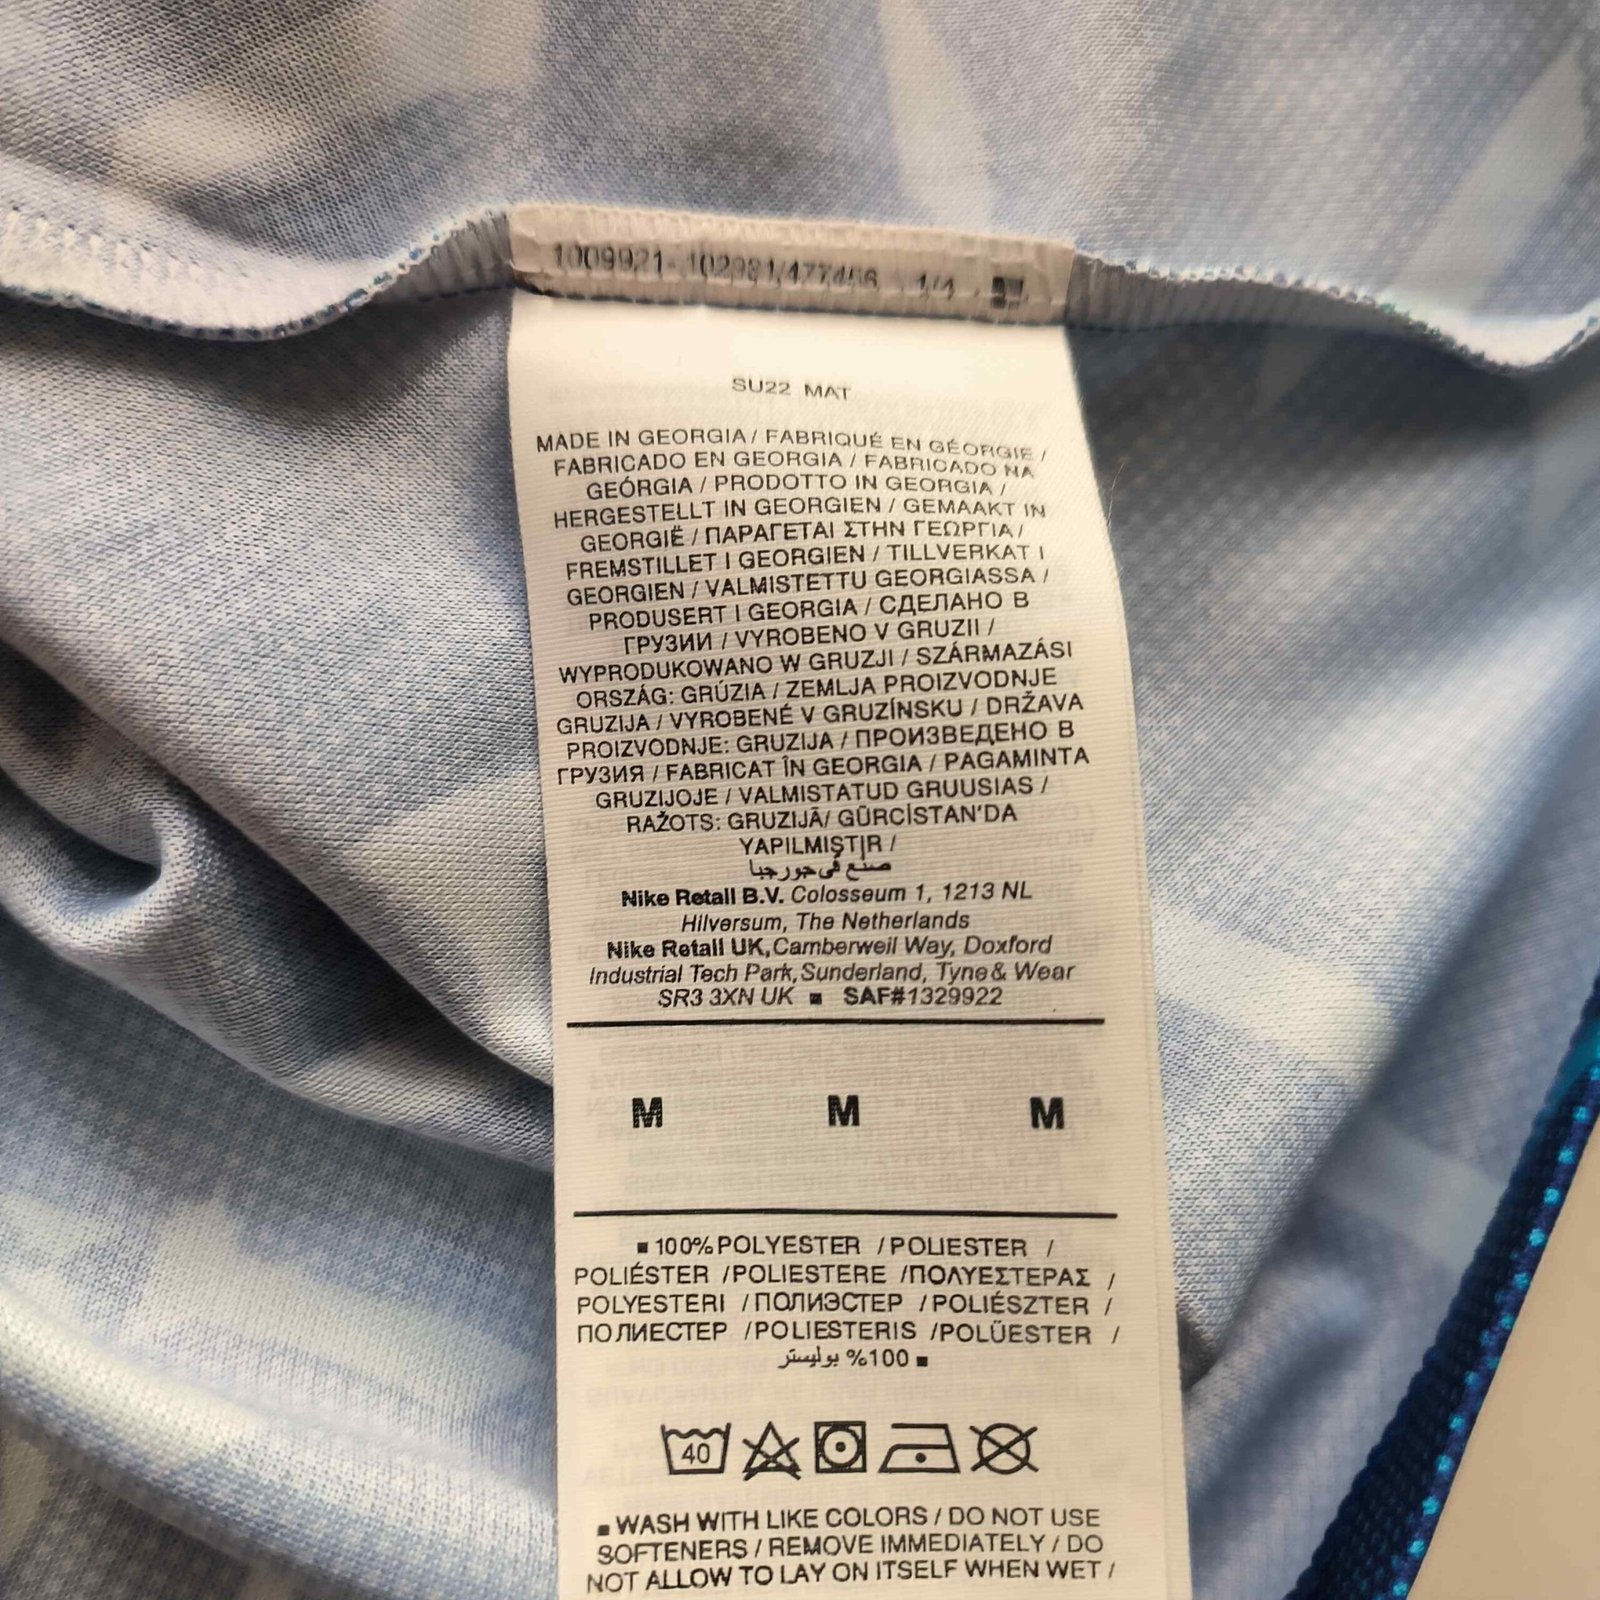 1009921-102981/477466 1/1
SU22 MAT
MADE IN GEORGIA / FABRIQUÉ EN GÉORGIE /
FABRICADO EN GEORGIA / FABRICADO NA
GEÓRGIA / PRODOTTO IN GEORGIA /
HERGESTELLT IN GEORGIEN / GEMAAKT IN
GEORGIË / ΠΑΡΑΓΕΤΑΙ ΣΤΗΝ ΓΕΩΡΓΙΑ /
FREMSTILLET I GEORGIEN / TILLVERKAT I
GEORGIEN / VALMISTETTU GEORGIASSA /
PRODUSERT I GEORGIA / СДЕЛАНО В
ГРУЗИИ / VYROBENO V GRUZII /
WYPRODUKOWANO W GRUZJI / SZÁRMAZÁSI
ORSZÁG: GRÚZIA / ZEMLJA PROIZVODNJE
GRUZIJA / VYROBENÉ V GRUZÍNSKU / DRŽAVA
PROIZVODNJE: GRUZIJA / ПРОИЗВЕДЕНО В
ГРУЗИЯ / FABRICAT ÎN GEORGIA / PAGAMINTA
GRUZIJOJE / VALMISTATUD GRUUSIAS /
RAŽOTS: GRUZIJĀ/ GÜRCİSTAN'DA
YAPILMIŞTIR /
صنع في جورجيا
Nike Retail B.V. Colosseum 1, 1213 NL
Hilversum, The Netherlands
Nike Retail UK, Camberwell Way, Doxford
Industrial Tech Park, Sunderland, Tyne & Wear
SR3 3XN UK ■ SAF#1329922
M M M
■ 100% POLYESTER / POLIESTER /
POLIÉSTER / POLIESTERE / ΠΟΛΥΕΣΤΕΡΑΣ /
POLYESTERI / ПОЛИЭСТЕР / POLIÉSZTER /
ПОЛИЕСТЕР / POLIESTERIS / POLÜESTER /
■ 100% بوليستر
40
■ WASH WITH LIKE COLORS / DO NOT USE
SOFTENERS / REMOVE IMMEDIATELY / DO
NOT ALLOW TO LAY ON ITSELF WHEN WET /